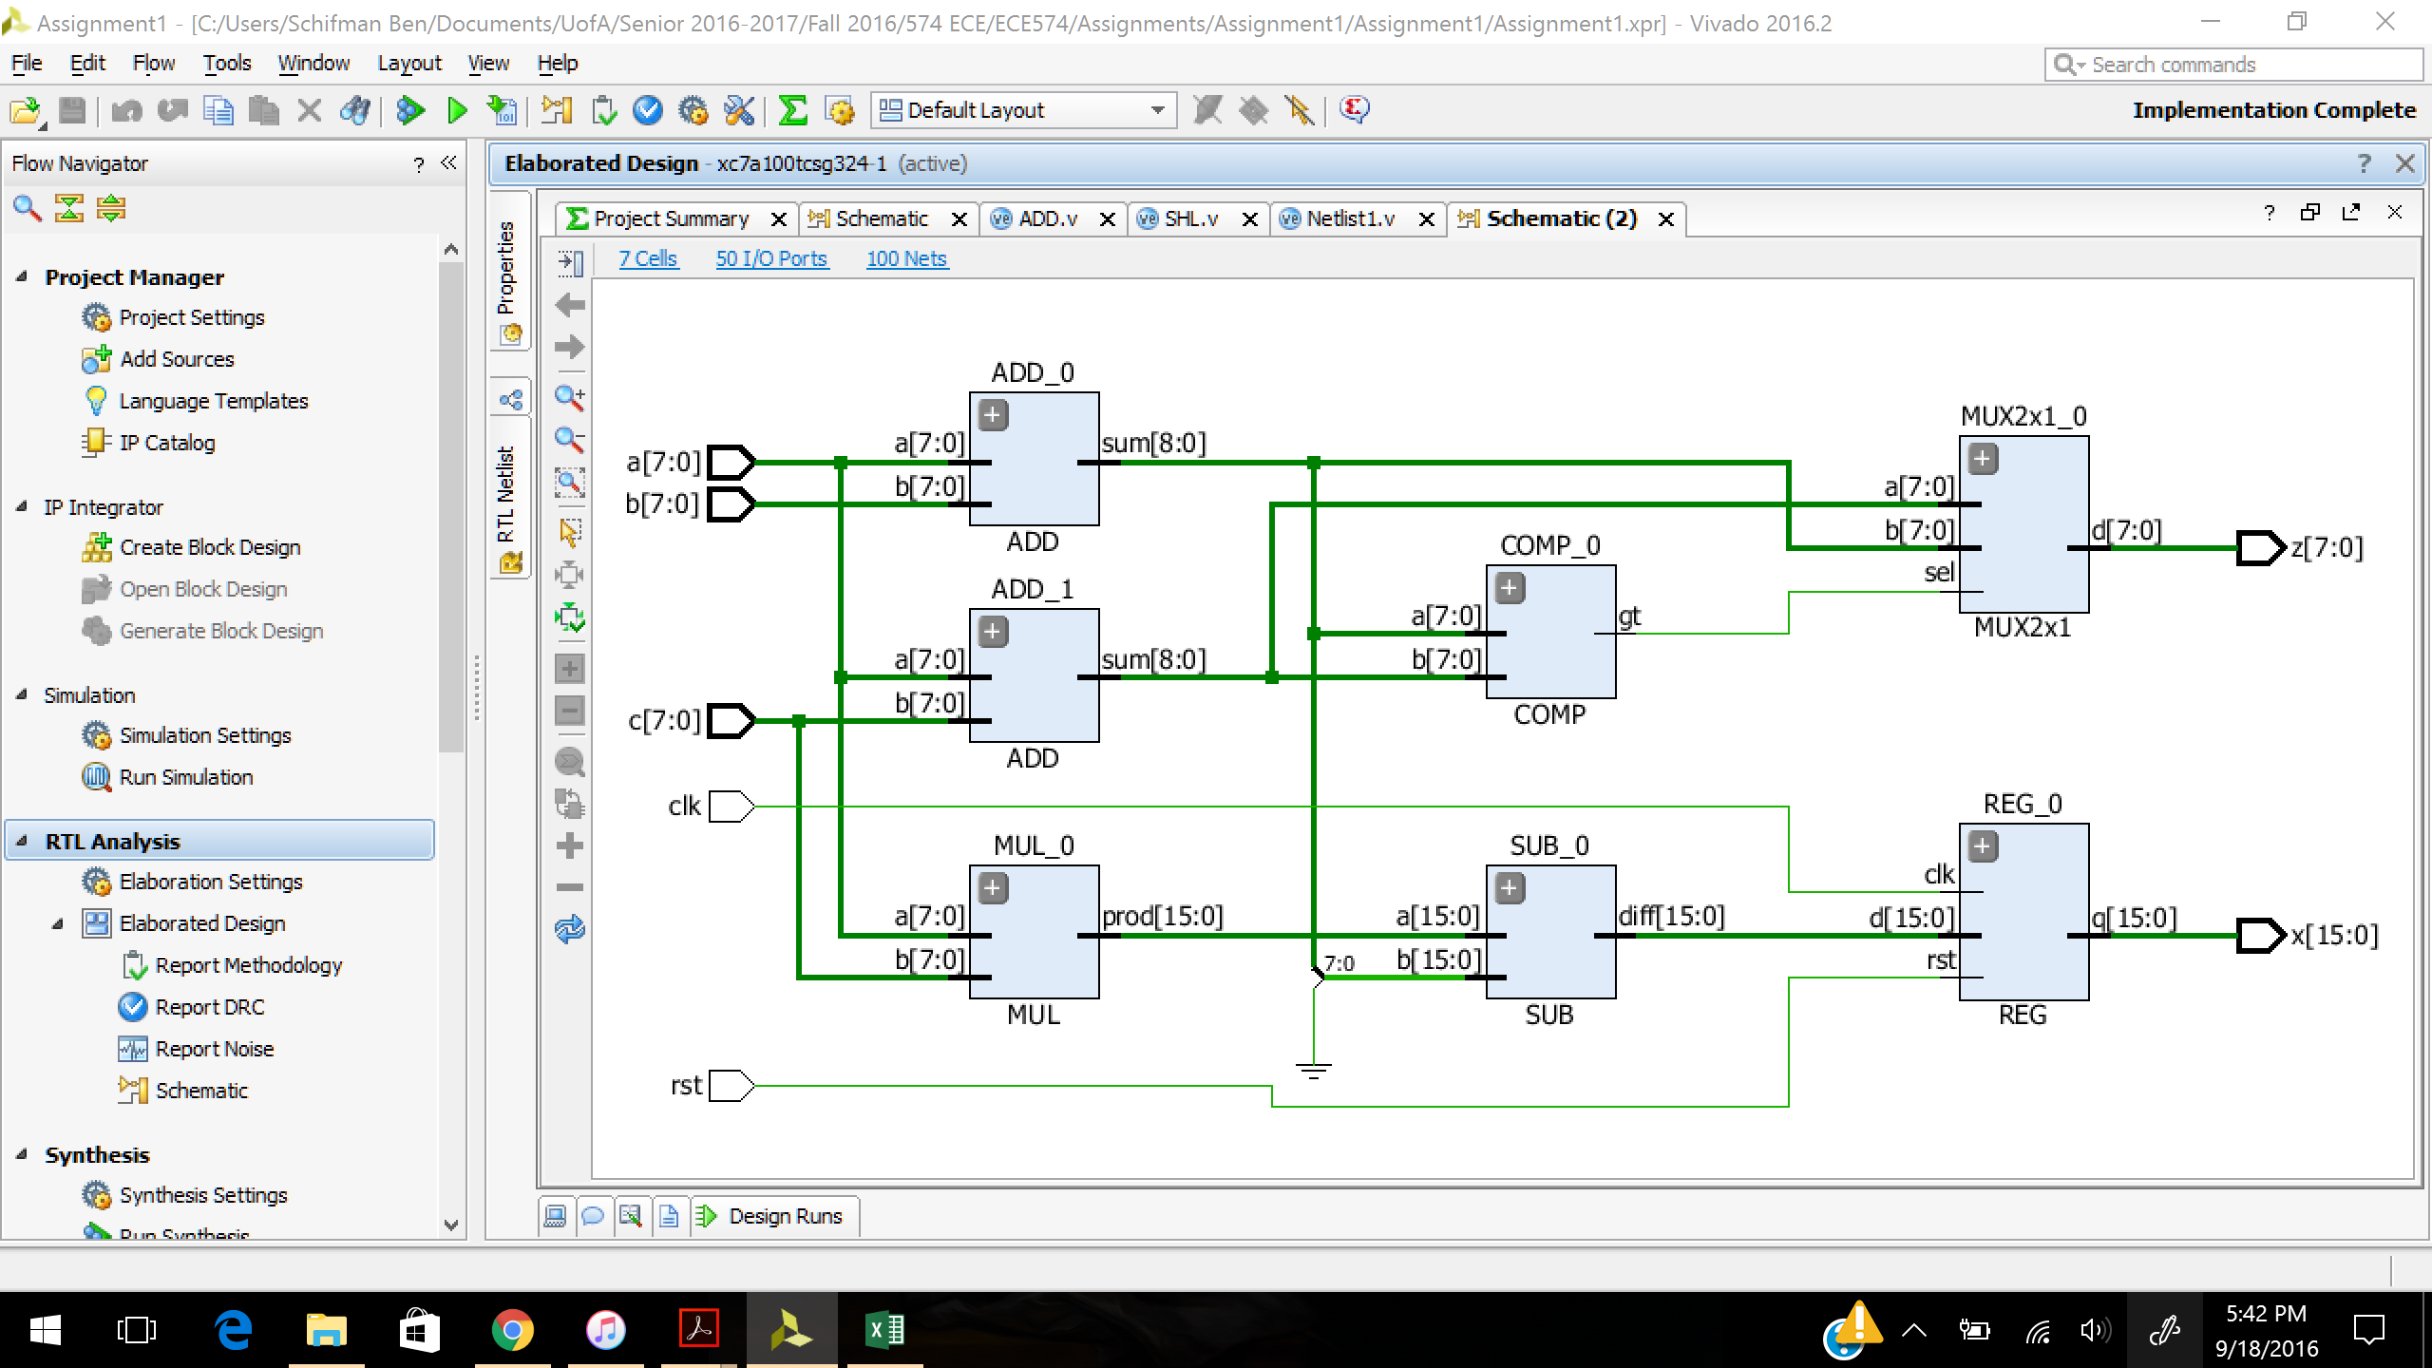 Assignment1 - [C:/Users/Schifman Ben/Documents/UofA/Senior 2016-2017/Fall 2016/574 ECE/ECE574/Assignments/Assignment1/Assignment1/Assignment1.xpr] - Vivado 2016.2
File Edit Flow Tools Window Layout View Help
Search commands
Default Layout
Implementation Complete
Flow Navigator
Elaborated Design - xc7a100tcsg324-1 (active)
Project Summary Schematic ADD.v SHL.v Netlist1.v Schematic (2)
7 Cells 50 I/O Ports 100 Nets
Properties
RTL Netlist
Project Manager
Project Settings
Add Sources
Language Templates
IP Catalog
IP Integrator
Create Block Design
Open Block Design
Generate Block Design
Simulation
Simulation Settings
Run Simulation
RTL Analysis
Elaboration Settings
Elaborated Design
Report Methodology
Report DRC
Report Noise
Schematic
Synthesis
Synthesis Settings
Run Synthesis
ADD_0
a[7:0]
b[7:0]
a[7:0]
b[7:0]
sum[8:0]
ADD
ADD_1
c[7:0]
a[7:0]
b[7:0]
sum[8:0]
ADD
COMP_0
a[7:0]
b[7:0]
gt
COMP
MUX2x1_0
a[7:0]
b[7:0]
sel
d[7:0]
z[7:0]
MUX2x1
clk
MUL_0
a[7:0]
b[7:0]
prod[15:0]
MUL
SUB_0
7:0
a[15:0]
b[15:0]
diff[15:0]
SUB
REG_0
clk
d[15:0]
rst
q[15:0]
x[15:0]
REG
rst
Design Runs
5:42 PM
9/18/2016